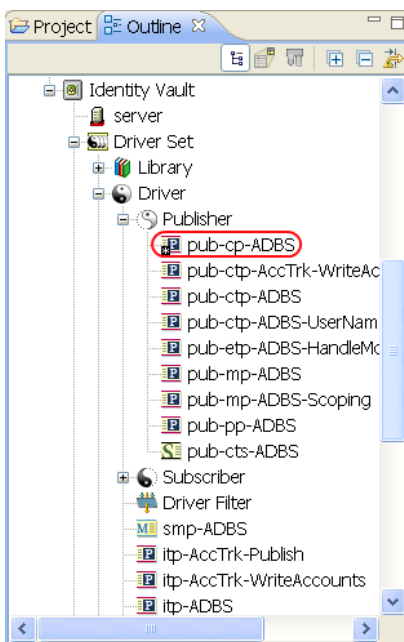 Project Outline
Identity Vault
server
Driver Set
Library
Driver
Publisher
pub-cp-ADBS
pub-ctp-AccTrk-WriteAc
pub-ctp-ADBS
pub-ctp-ADBS-UserNam
pub-etp-ADBS-HandleMo
pub-mp-ADBS
pub-mp-ADBS-Scoping
pub-pp-ADBS
pub-cts-ADBS
Subscriber
Driver Filter
smp-ADBS
itp-AccTrk-Publish
itp-AccTrk-WriteAccounts
itp-ADBS